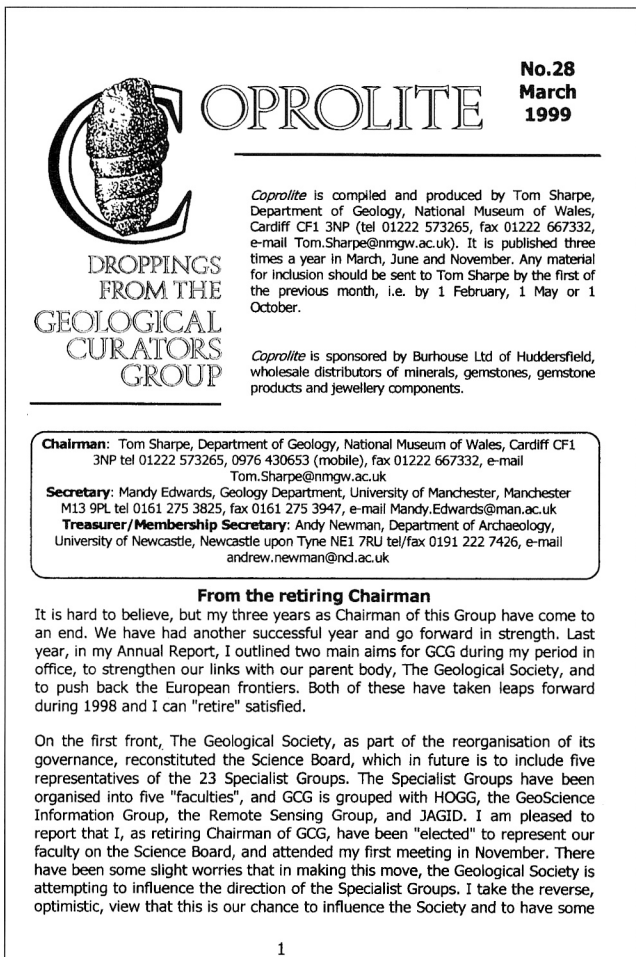 COPROLITE
No.28
March
1999
DROPPINGS
FROM THE
GEOLOGICAL
CURATORS
GROUP
Coprolite is compiled and produced by Tom Sharpe,
Department of Geology, National Museum of Wales,
Cardiff CF1 3NP (tel 01222 573265, fax 01222 667332,
e-mail Tom.Sharpe@nmgw.ac.uk). It is published three
times a year in March, June and November. Any material
for inclusion should be sent to Tom Sharpe by the first of
the previous month, i.e. by 1 February, 1 May or 1
October.
Coprolite is sponsored by Burhouse Ltd of Huddersfield,
wholesale distributors of minerals, gemstones, gemstone
products and jewellery components.
Chairman: Tom Sharpe, Department of Geology, National Museum of Wales, Cardiff CF1
3NP tel 01222 573265, 0976 430653 (mobile), fax 01222 667332, e-mail
Tom.Sharpe@nmgw.ac.uk
Secretary: Mandy Edwards, Geology Department, University of Manchester, Manchester
M13 9PL tel 0161 275 3825, fax 0161 275 3947, e-mail Mandy.Edwards@man.ac.uk
Treasurer/Membership Secretary: Andy Newman, Department of Archaeology,
University of Newcastle, Newcastle upon Tyne NE1 7RU tel/fax 0191 222 7426, e-mail
andrew.newman@ncl.ac.uk
From the retiring Chairman
It is hard to believe, but my three years as Chairman of this Group have come to
an end. We have had another successful year and go forward in strength. Last
year, in my Annual Report, I outlined two main aims for GCG during my period in
office, to strengthen our links with our parent body, The Geological Society, and
to push back the European frontiers. Both of these have taken leaps forward
during 1998 and I can "retire" satisfied.
On the first front, The Geological Society, as part of the reorganisation of its
governance, reconstituted the Science Board, which in future is to include five
representatives of the 23 Specialist Groups. The Specialist Groups have been
organised into five "faculties", and GCG is grouped with HOGG, the GeoScience
Information Group, the Remote Sensing Group, and JAGID. I am pleased to
report that I, as retiring Chairman of GCG, have been "elected" to represent our
faculty on the Science Board, and attended my first meeting in November. There
have been some slight worries that in making this move, the Geological Society is
attempting to influence the direction of the Specialist Groups. I take the reverse,
optimistic, view that this is our chance to influence the Society and to have some
1